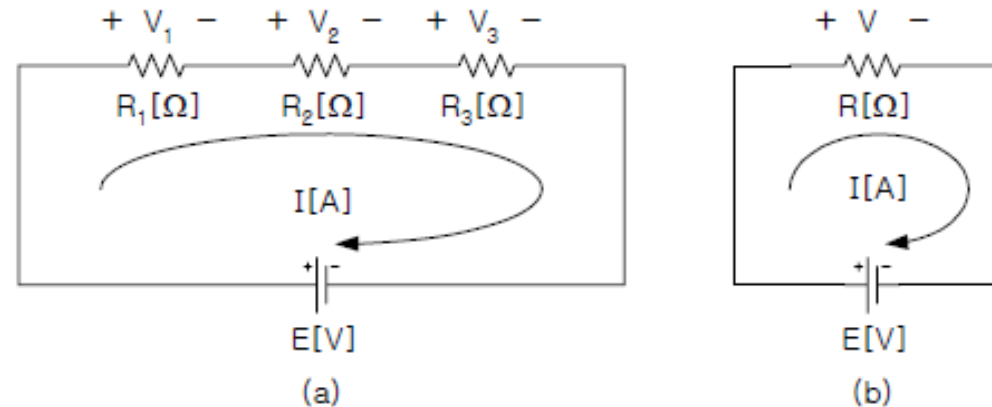 + V₁ − + V₂ − + V₃ − + V −
R₁[Ω] R₂[Ω] R₃[Ω] R[Ω]
I[A] I[A]
+ - + -
E[V] E[V]
(a) (b)